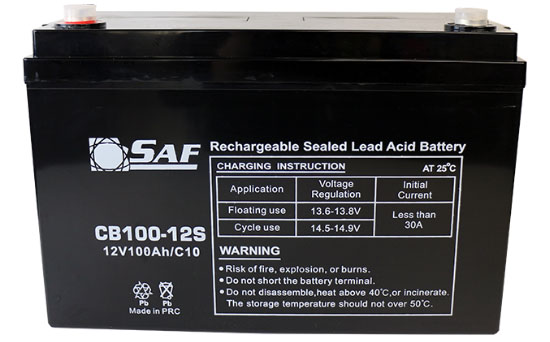 SAF
CB100-12S
12V100Ah/C10
Pb Pb
Made in PRC
Rechargeable Sealed Lead Acid Battery
CHARGING INSTRUCTION AT 25°C
Application Voltage Regulation Initial Current
Floating use 13.6-13.8V Less than 30A
Cycle use 14.5-14.9V
WARNING
• Risk of fire, explosion, or burns.
• Do not short the battery terminal.
• Do not disassemble,heat above 40°C,or incinerate.
The storage temperature should not over 50°C.